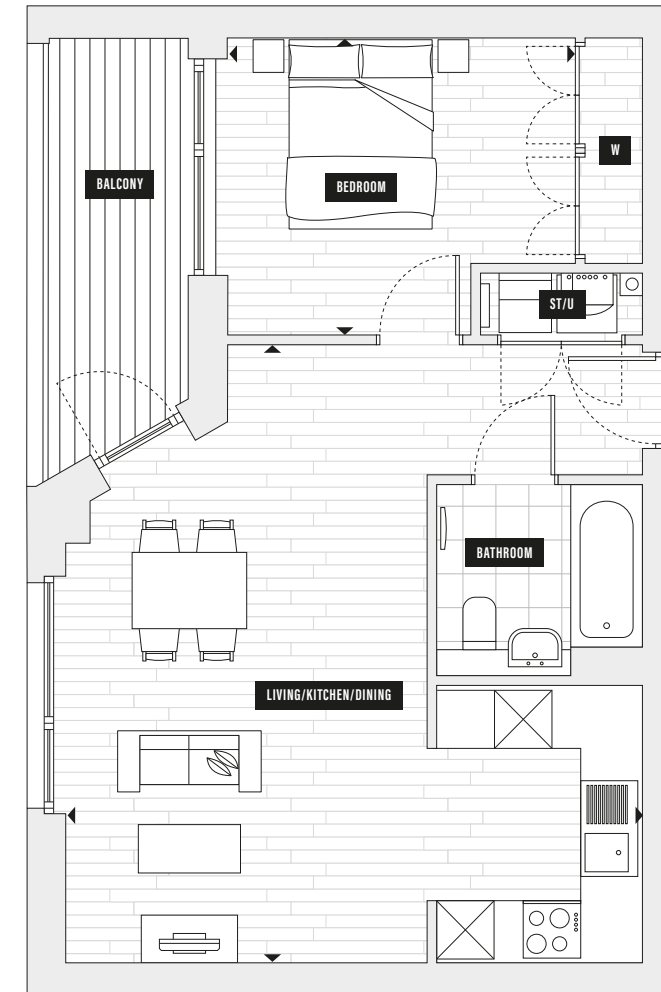 W
BALCONY
BEDROOM
ST/U
BATHROOM
LIVING/KITCHEN/DINING